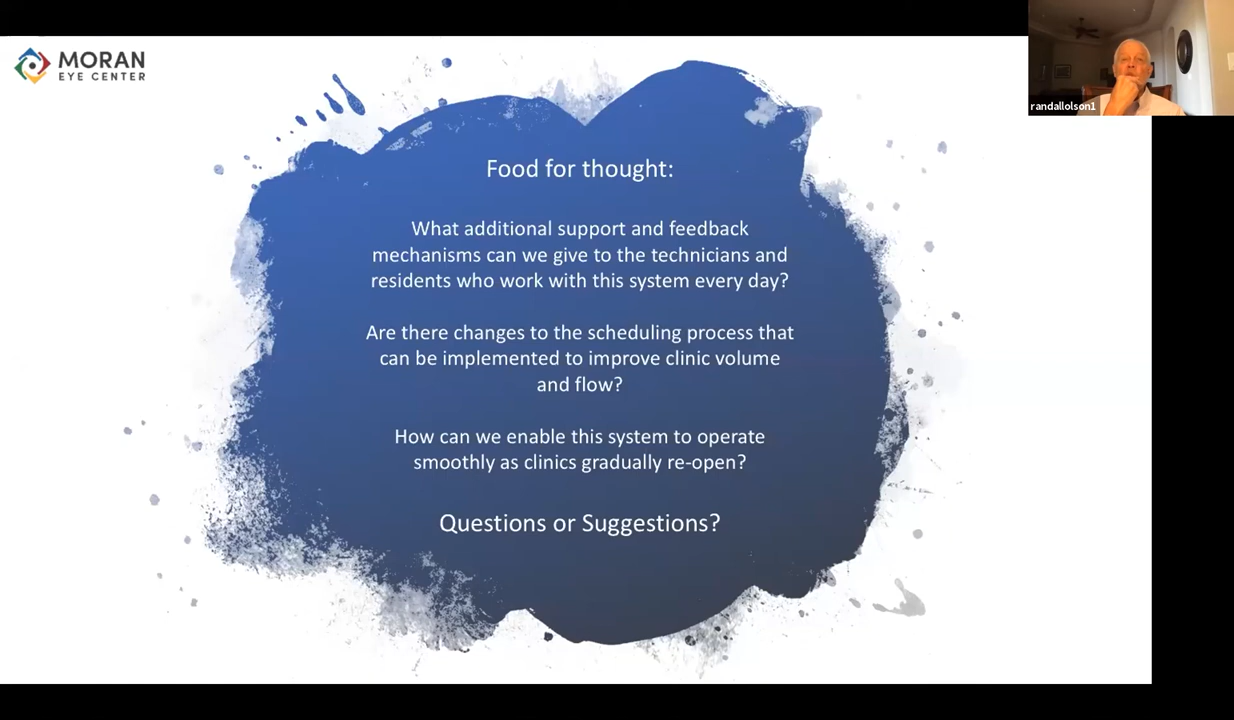 MORAN
EYE CENTER
randallolson1
Food for thought:
What additional support and feedback
mechanisms can we give to the technicians and
residents who work with this system every day?
Are there changes to the scheduling process that
can be implemented to improve clinic volume
and flow?
How can we enable this system to operate
smoothly as clinics gradually re-open?
Questions or Suggestions?